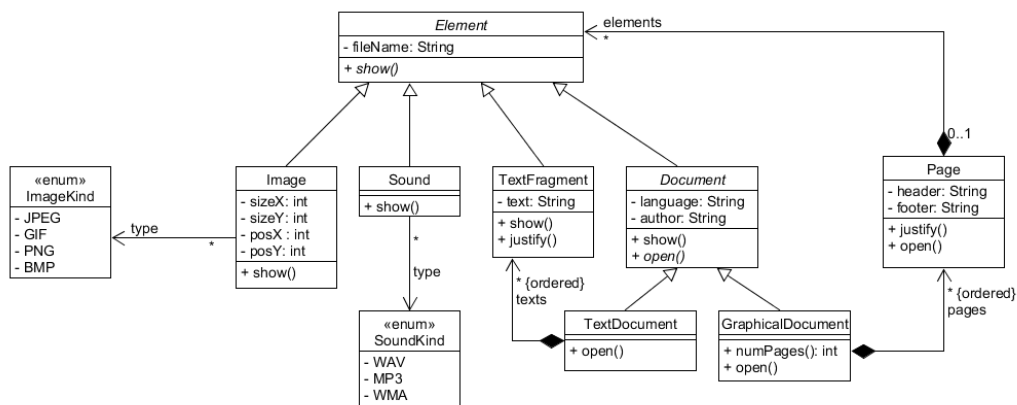 Element
- fileName: String
+ show()
elements
*
0..1
«enum»
ImageKind
- JPEG
- GIF
- PNG
- BMP
type
*
Image
- sizeX: int
- sizeY: int
- posX : int
- posY: int
+ show()
Sound
+ show()
*
type
«enum»
SoundKind
- WAV
- MP3
- WMA
TextFragment
- text: String
+ show()
+ justify()
* {ordered}
texts
Document
- language: String
- author: String
+ show()
+ open()
TextDocument
+ open()
GraphicalDocument
+ numPages(): int
+ open()
Page
- header: String
- footer: String
+ justify()
+ open()
* {ordered}
pages